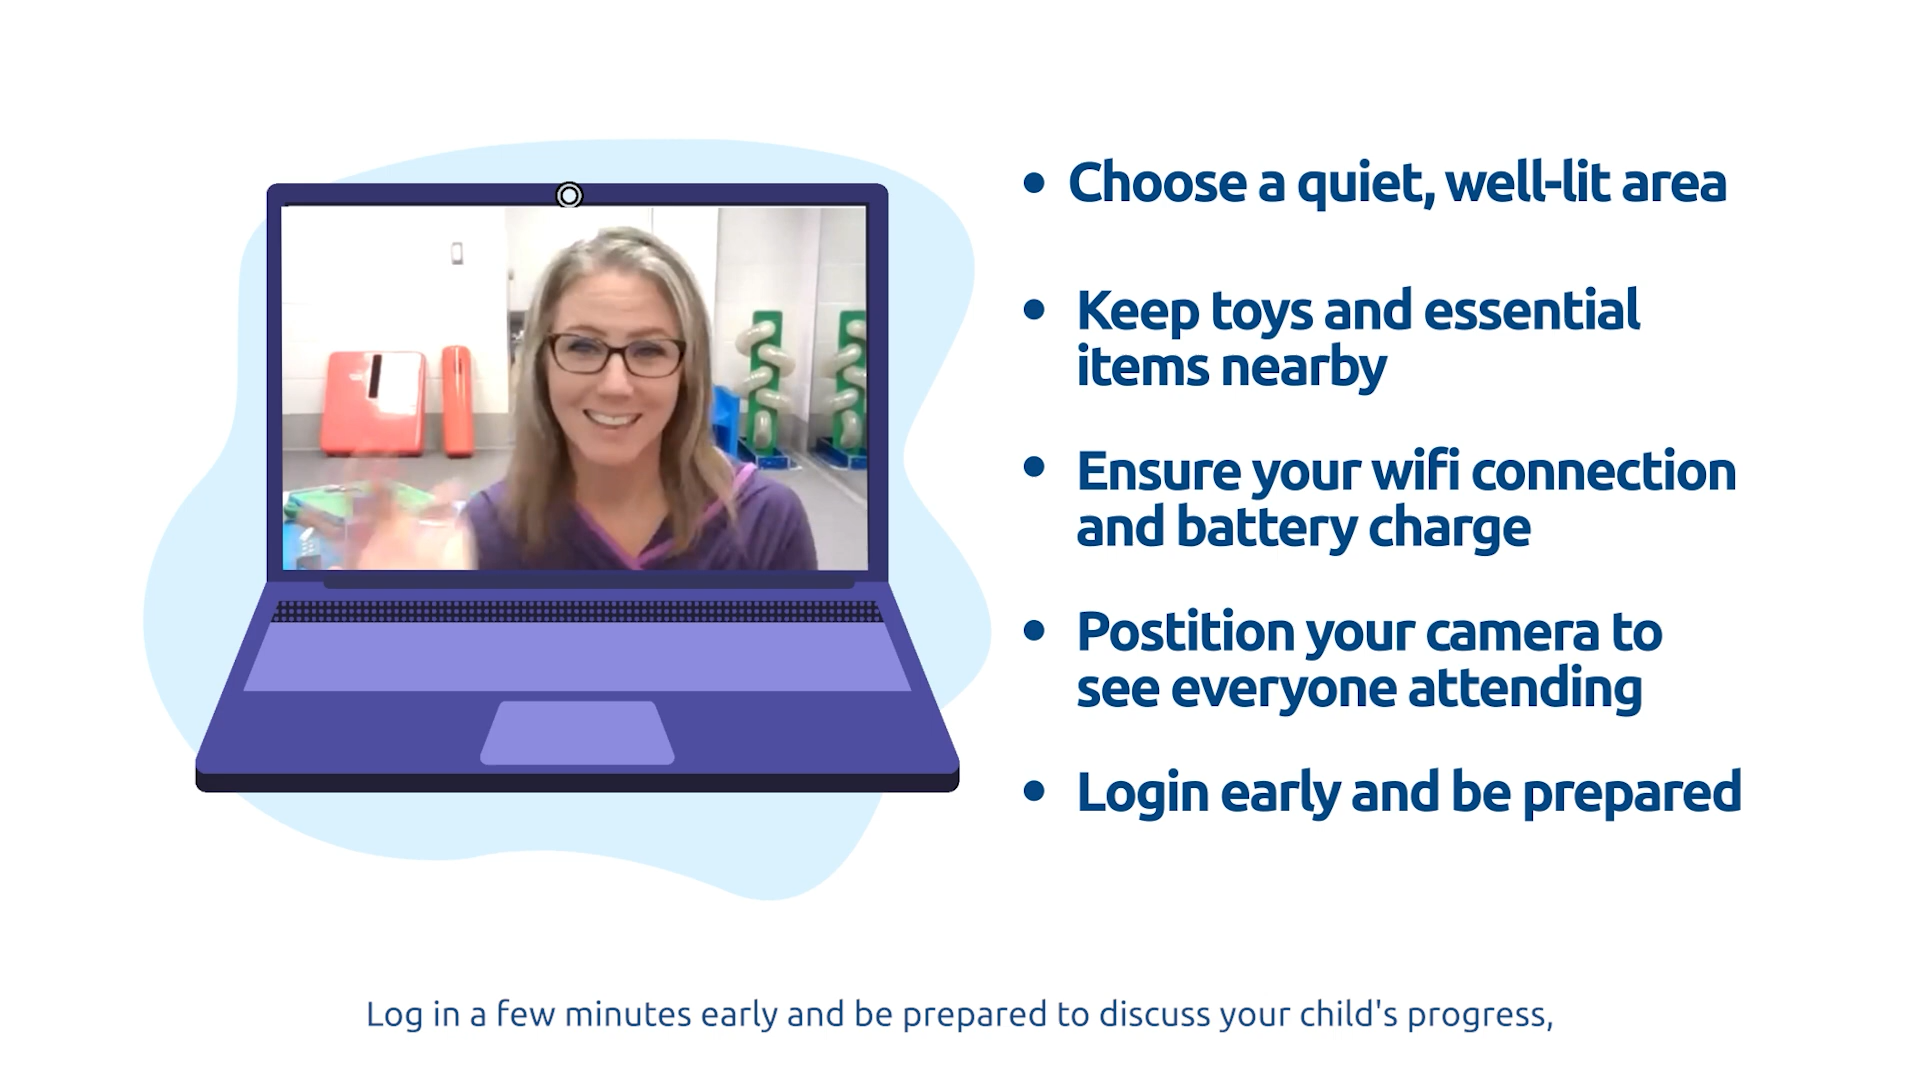 • Choose a quiet, well-lit area
• Keep toys and essential
items nearby
• Ensure your wifi connection
and battery charge
• Postition your camera to
see everyone attending
• Login early and be prepared
Log in a few minutes early and be prepared to discuss your child's progress,